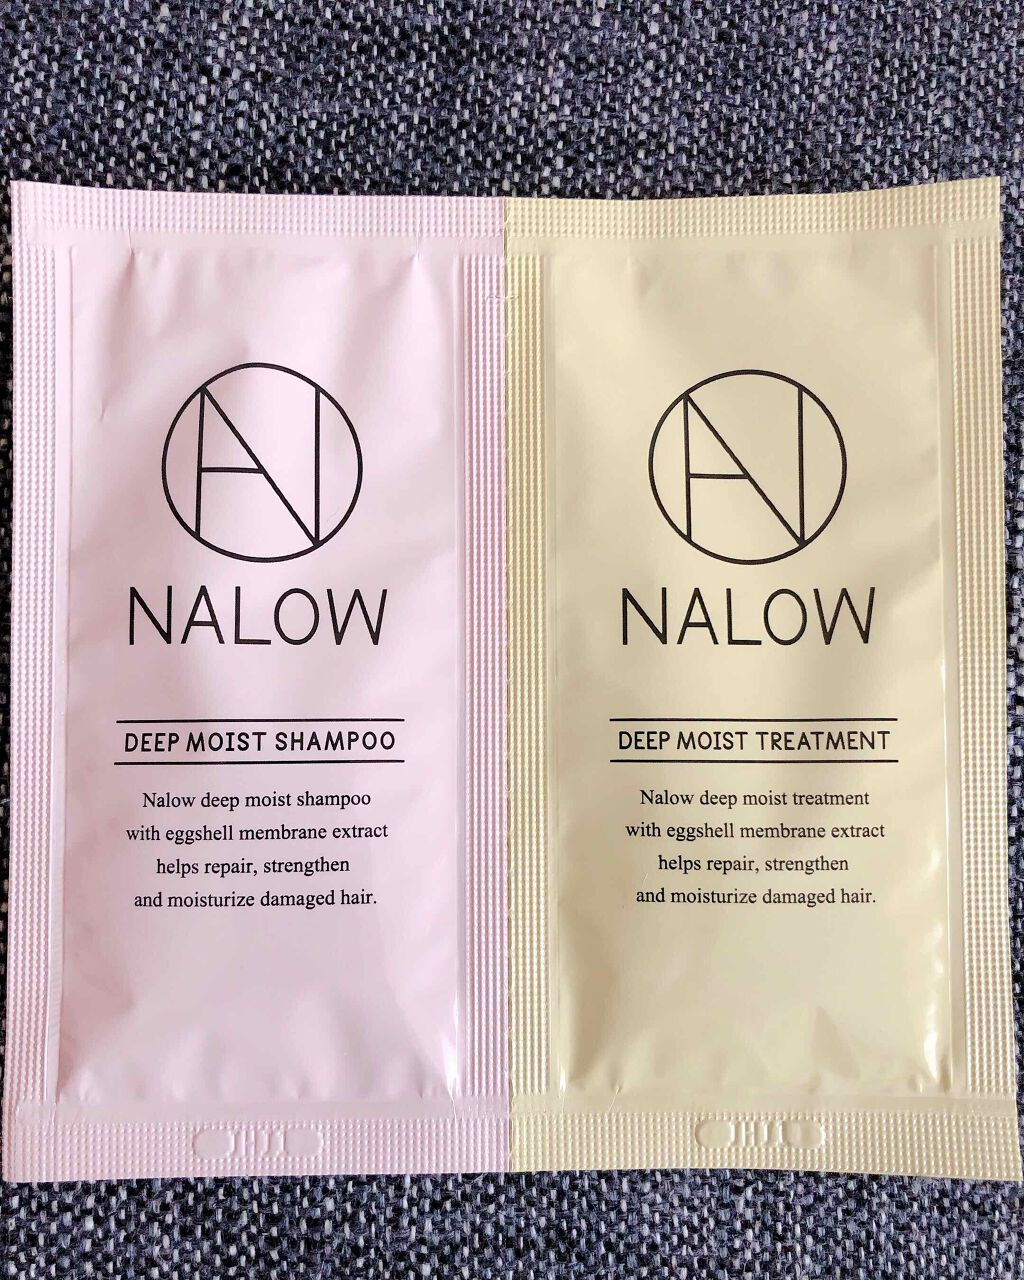 NALOW
DEEP MOIST SHAMPOO
Nalow deep moist shampoo
with eggshell membrane extract
helps repair, strengthen
and moisturize damaged hair.
NALOW
DEEP MOIST TREATMENT
Nalow deep moist treatment
with eggshell membrane extract
helps repair, strengthen
and moisturize damaged hair.